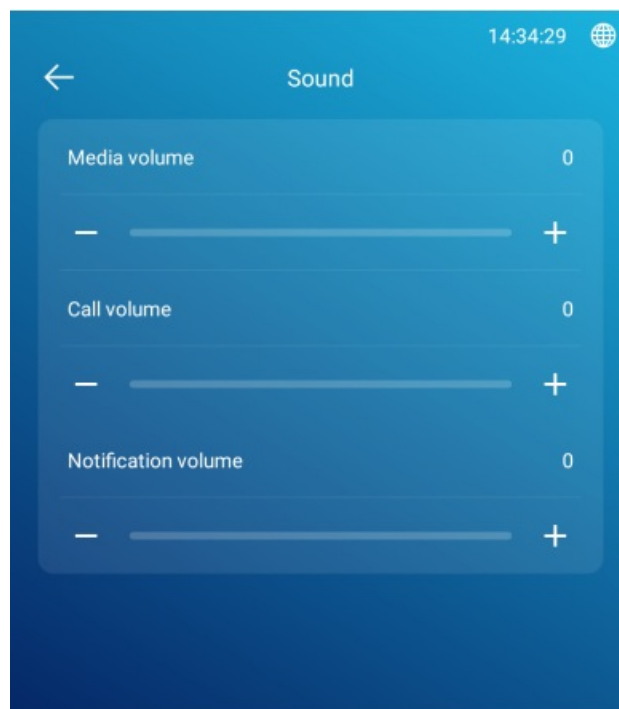 14:34:29
Sound
Media volume 0
− +
Call volume 0
− +
Notification volume 0
− +